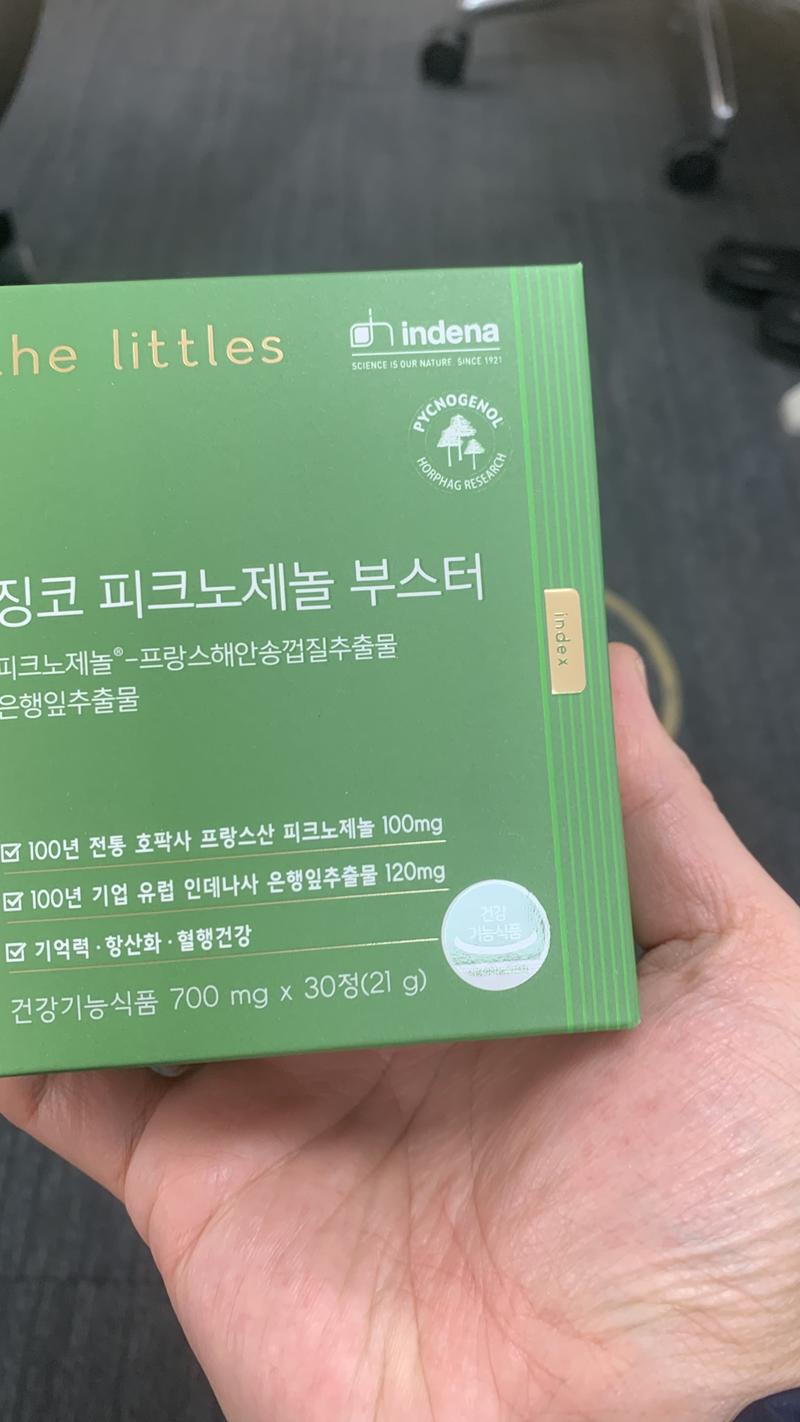 the littles
indena
SCIENCE IS OUR NATURE SINCE 1921
PYCNOGENOL
HORPHAG RESEARCH
징코 피크노제놀 부스터
피크노제놀®-프랑스해안송껍질추출물
은행잎추출물
index
100년 전통 호팍사 프랑스산 피크노제놀 100mg
100년 기업 유럽 인데나사 은행잎추출물 120mg
기억력·항산화·혈행건강
건강
기능식품
건강기능식품 700 mg x 30정(21 g)